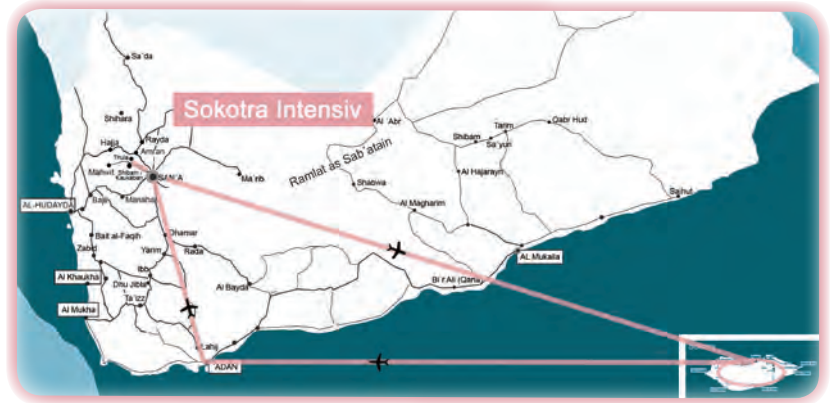 Sa´da
Sokotra Intensiv
Shihara
Al ´Abr
Tarim
Qabr Hud
Hajja
Rayda
Amran
Shibam
Sa´yun
Thula
Mahwit
Shibam /
Kaukaban
SAN´A
Ma´rib
Ramlat as Sab´atain
Al Hajarayn
Shabwa
Saihut
AL-HUDAYDA
Bajil
Manaha
Al Magharim
Bait al-Faqih
Dhamar
Zabid
Yarim
Rada
AL Mukalla
Al Khaukha
Ibb
Dhu Jibla
Al Bayda
Bi´r Ali (Qana)
Ta´izz
Al Mukha
Lahij
´ADAN